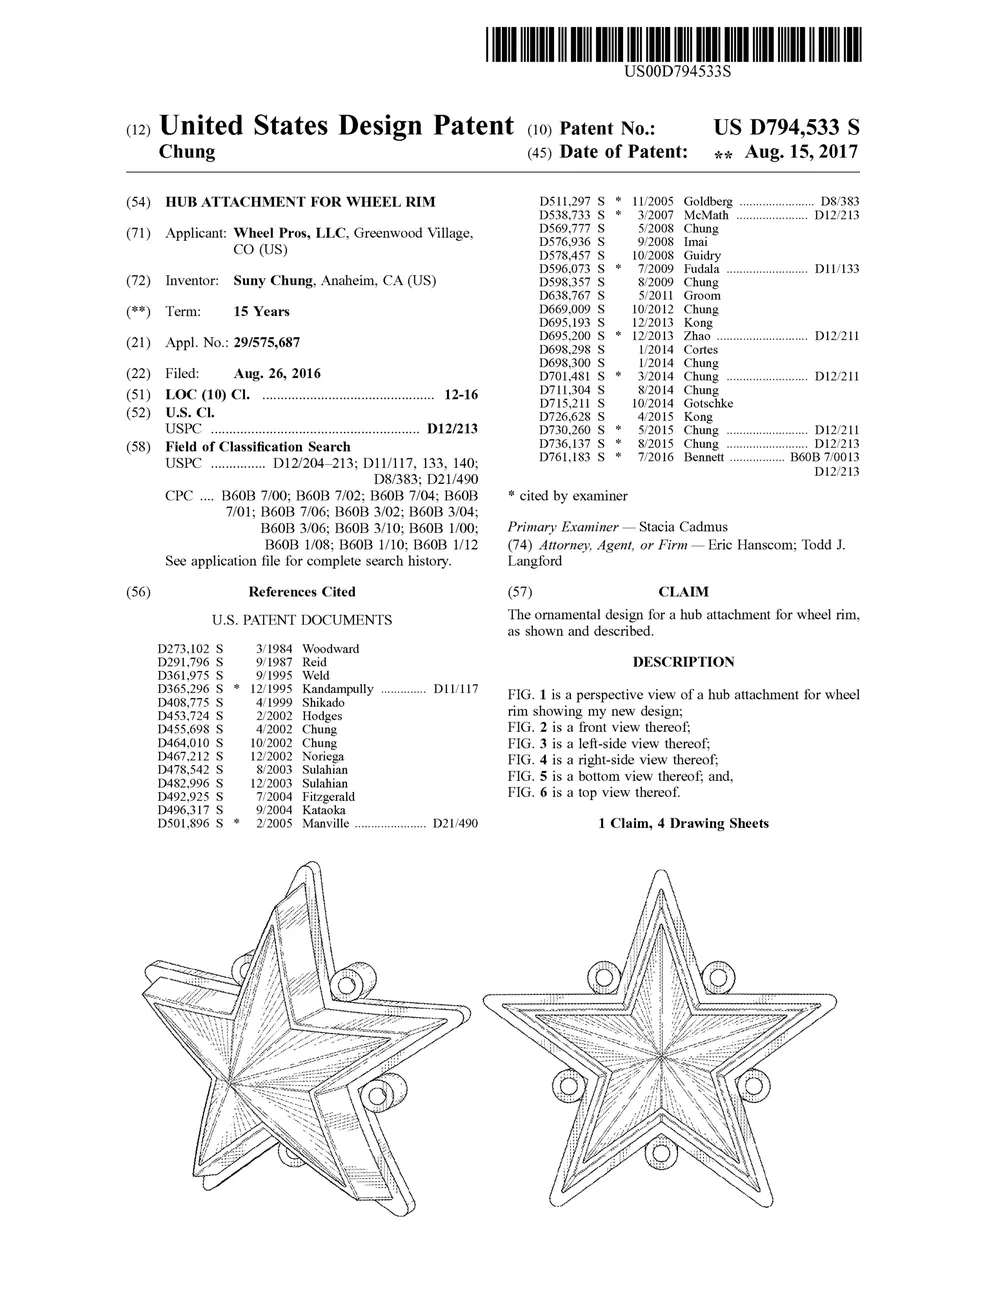 US00D794533S
(12) United States Design Patent
Chung
(10) Patent No.: US D794,533 S
(45) Date of Patent: ** Aug. 15, 2017
(54) HUB ATTACHMENT FOR WHEEL RIM
(71) Applicant: Wheel Pros, LLC, Greenwood Village,
CO (US)
(72) Inventor: Suny Chung, Anaheim, CA (US)
(**) Term: 15 Years
(21) Appl. No.: 29/575,687
(22) Filed: Aug. 26, 2016
(51) LOC (10) Cl. .............................................. 12-16
(52) U.S. Cl.
USPC ....................................................... D12/213
(58) Field of Classification Search
USPC ............... D12/204–213; D11/117, 133, 140;
D8/383; D21/490
CPC .... B60B 7/00; B60B 7/02; B60B 7/04; B60B
7/01; B60B 7/06; B60B 3/02; B60B 3/04;
B60B 3/06; B60B 3/10; B60B 1/00;
B60B 1/08; B60B 1/10; B60B 1/12
See application file for complete search history.
(56) References Cited
U.S. PATENT DOCUMENTS
D273,102 S 3/1984 Woodward
D291,796 S 9/1987 Reid
D361,975 S 9/1995 Weld
D365,296 S * 12/1995 Kandampully .............. D11/117
D408,775 S 4/1999 Shikado
D453,724 S 2/2002 Hodges
D455,698 S 4/2002 Chung
D464,010 S 10/2002 Chung
D467,212 S 12/2002 Noriega
D478,542 S 8/2003 Sulahian
D482,996 S 12/2003 Sulahian
D492,925 S 7/2004 Fitzgerald
D496,317 S 9/2004 Kataoka
D501,896 S * 2/2005 Manville ...................... D21/490
D511,297 S * 11/2005 Goldberg ....................... D8/383
D538,733 S * 3/2007 McMath ...................... D12/213
D569,777 S 5/2008 Chung
D576,936 S 9/2008 Imai
D578,457 S 10/2008 Guidry
D596,073 S * 7/2009 Fudala ......................... D11/133
D598,357 S 8/2009 Chung
D638,767 S 5/2011 Groom
D669,009 S 10/2012 Chung
D695,193 S 12/2013 Kong
D695,200 S * 12/2013 Zhao ............................ D12/211
D698,298 S 1/2014 Cortes
D698,300 S 1/2014 Chung
D701,481 S * 3/2014 Chung ......................... D12/211
D711,304 S 8/2014 Chung
D715,211 S 10/2014 Gotschke
D726,628 S 4/2015 Kong
D730,260 S * 5/2015 Chung ......................... D12/211
D736,137 S * 8/2015 Chung ......................... D12/213
D761,183 S * 7/2016 Bennett ................. B60B 7/0013
D12/213
* cited by examiner
Primary Examiner — Stacia Cadmus
(74) Attorney, Agent, or Firm — Eric Hanscom; Todd J.
Langford
(57) CLAIM
The ornamental design for a hub attachment for wheel rim,
as shown and described.
DESCRIPTION
FIG. 1 is a perspective view of a hub attachment for wheel
rim showing my new design;
FIG. 2 is a front view thereof;
FIG. 3 is a left-side view thereof;
FIG. 4 is a right-side view thereof;
FIG. 5 is a bottom view thereof; and,
FIG. 6 is a top view thereof.
1 Claim, 4 Drawing Sheets